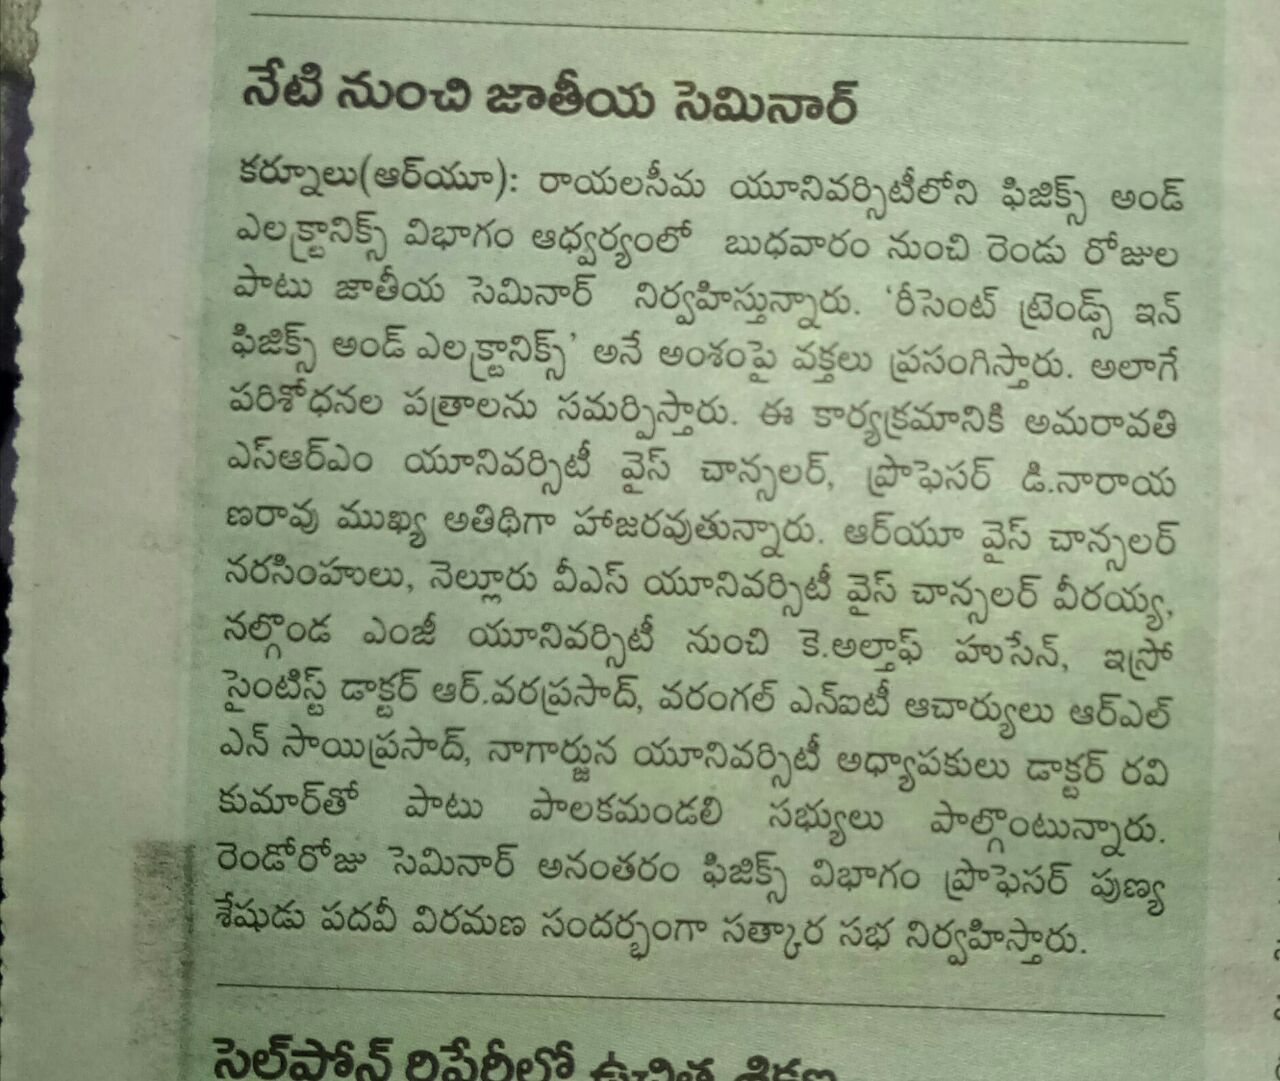 నేటి నుంచి జాతీయ సెమినార్
కర్నూలు(ఆర్‌యూ): రాయలసీమ యూనివర్సిటీలోని ఫిజిక్స్ అండ్
ఎలక్ట్రానిక్స్ విభాగం ఆధ్వర్యంలో బుధవారం నుంచి రెండు రోజుల
పాటు జాతీయ సెమినార్ నిర్వహిస్తున్నారు. ‘రీసెంట్ ట్రెండ్స్ ఇన్
ఫిజిక్స్ అండ్ ఎలక్ట్రానిక్స్’ అనే అంశంపై వక్తలు ప్రసంగిస్తారు. అలాగే
పరిశోధనల పత్రాలను సమర్పిస్తారు. ఈ కార్యక్రమానికి అమరావతి
ఎస్ఆర్ఎం యూనివర్సిటీ వైస్ చాన్సలర్, ప్రొఫెసర్ డి.నారాయ
ణరావు ముఖ్య అతిథిగా హాజరవుతున్నారు. ఆర్‌యూ వైస్ చాన్సలర్
నరసింహులు, నెల్లూరు వీఎస్ యూనివర్సిటీ వైస్ చాన్సలర్ వీరయ్య,
నల్గొండ ఎంజీ యూనివర్సిటీ నుంచి కె.అల్తాఫ్ హుసేన్, ఇస్రో
సైంటిస్ట్ డాక్టర్ ఆర్.వరప్రసాద్, వరంగల్ ఎన్ఐటీ ఆచార్యులు ఆర్ఎల్
ఎన్ సాయిప్రసాద్, నాగార్జున యూనివర్సిటీ అధ్యాపకులు డాక్టర్ రవి
కుమార్‌తో పాటు పాలకమండలి సభ్యులు పాల్గొంటున్నారు.
రెండోరోజు సెమినార్ అనంతరం ఫిజిక్స్ విభాగం ప్రొఫెసర్ పుణ్య
శేషుడు పదవీ విరమణ సందర్భంగా సత్కార సభ నిర్వహిస్తారు.
సెల్‌ఫోన్ రిపేరీలో ఉచిత శిక్షణ